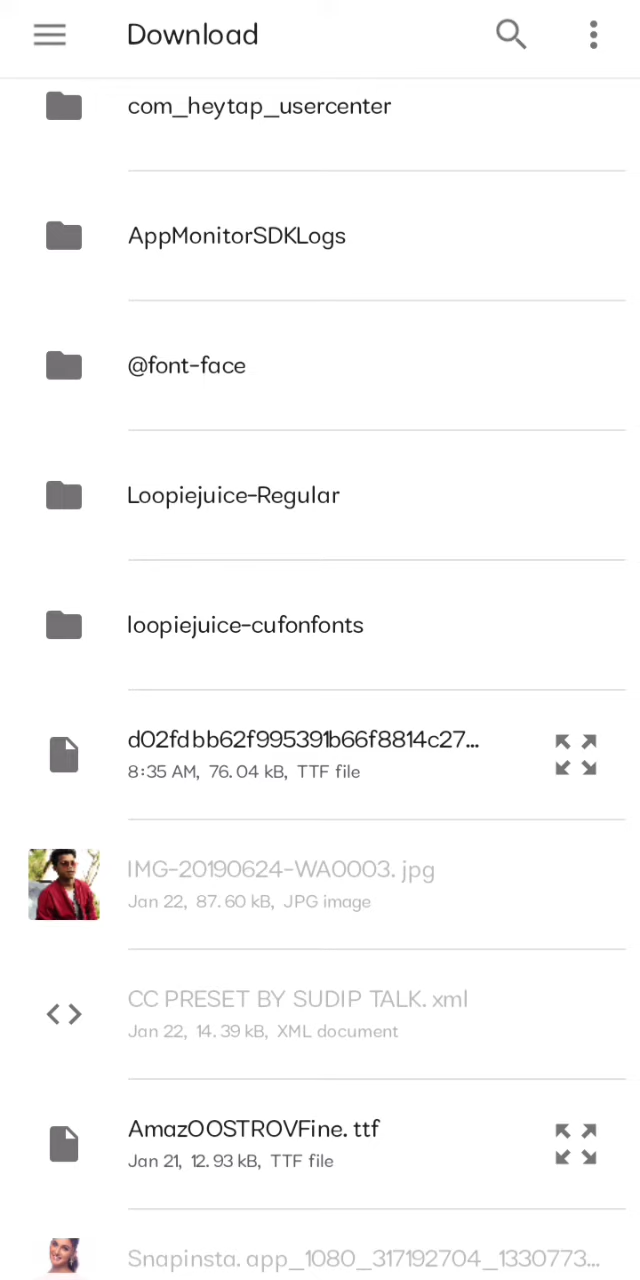 Download
com_heytap_usercenter
AppMonitorSDKLogs
@font-face
Loopiejuice-Regular
loopiejuice-cufonfonts
d02fdbb62f995391b66f8814c27...
8:35 AM, 76.04 kB, TTF file
IMG-20190624-WA0003.jpg
Jan 22, 87.60 kB, JPG image
CC PRESET BY SUDIP TALK.xml
Jan 22, 14.39 kB, XML document
AmazOOSTROVFine.ttf
Jan 21, 12.93 kB, TTF file
Snapinsta.app_1080_317192704_1330773...